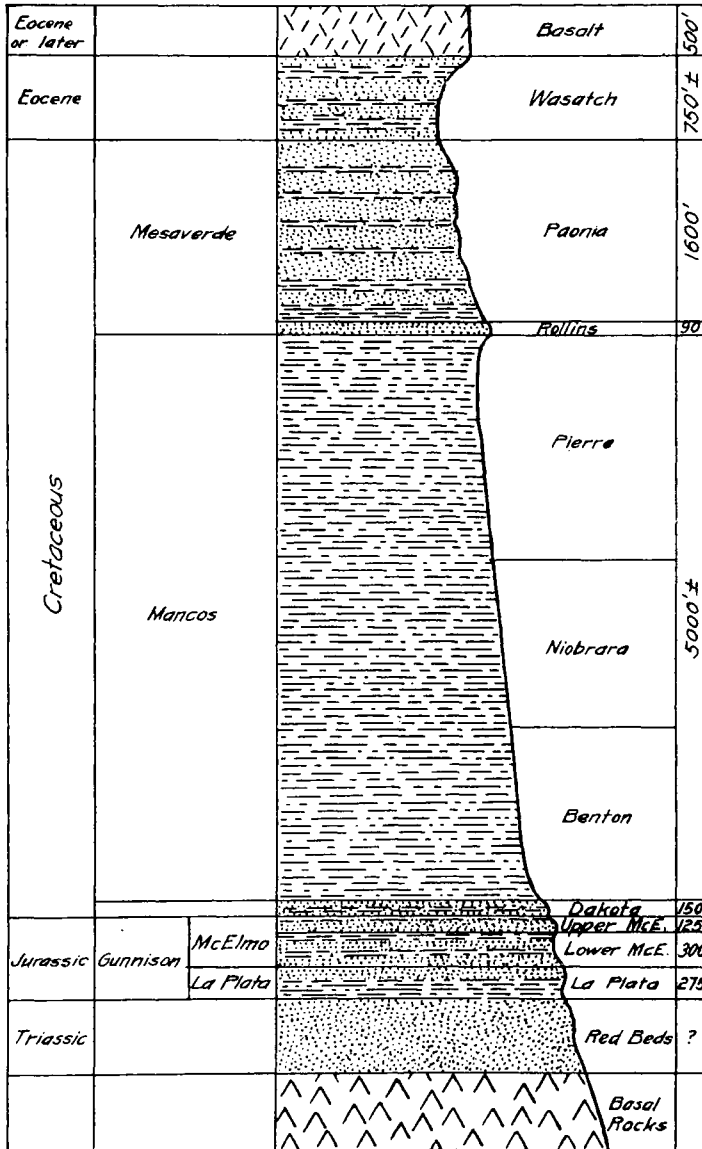 Eocene
or later
Basalt
500'
Eocene
Wasatch
750'±
Cretaceous
Mesaverde
Paonia
1600'
Rollins
90
Mancos
Pierre
5000'±
Niobrara
Benton
Dakota
150
Upper McE.
125
Jurassic
Gunnison
McElmo
Lower McE.
300
La Plata
La Plata
275
Triassic
Red Beds
?
Basal
Rocks